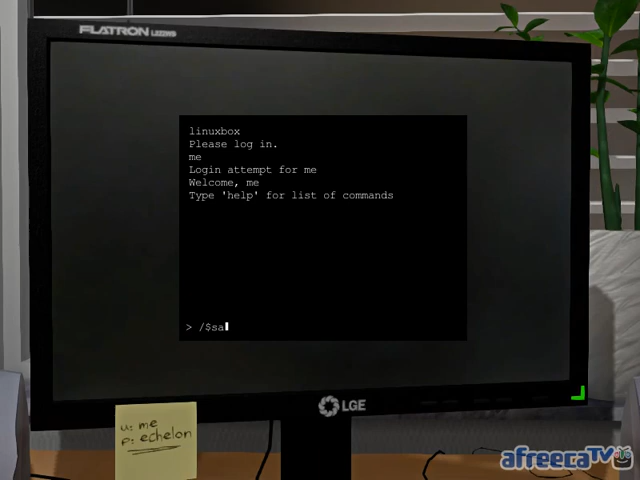 FLATRON L222WS
linuxbox
Please log in.
me
Login attempt for me
Welcome, me
Type 'help' for list of commands
> /$sa
LGE
u: me
p: echelon
afreecaTV